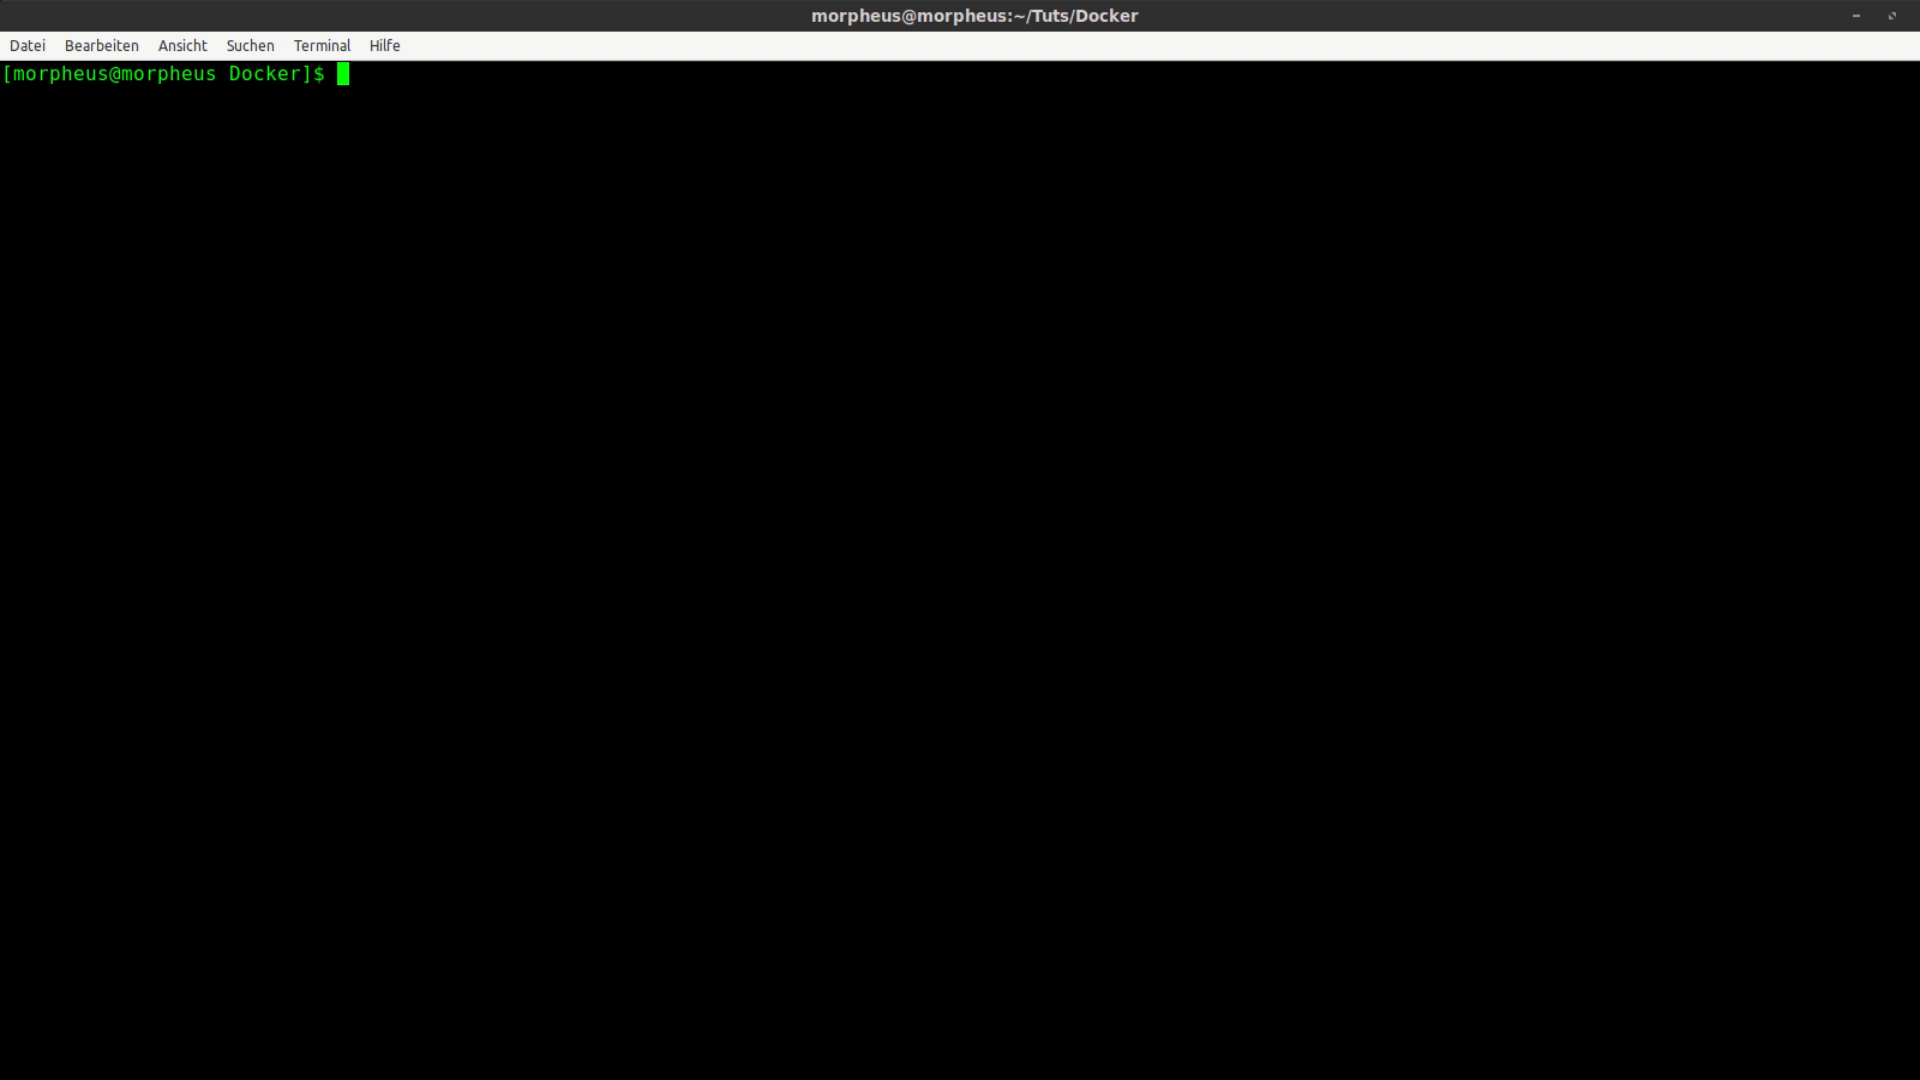 morpheus@morpheus:~/Tuts/Docker
Datei Bearbeiten Ansicht Suchen Terminal Hilfe
[morpheus@morpheus Docker]$